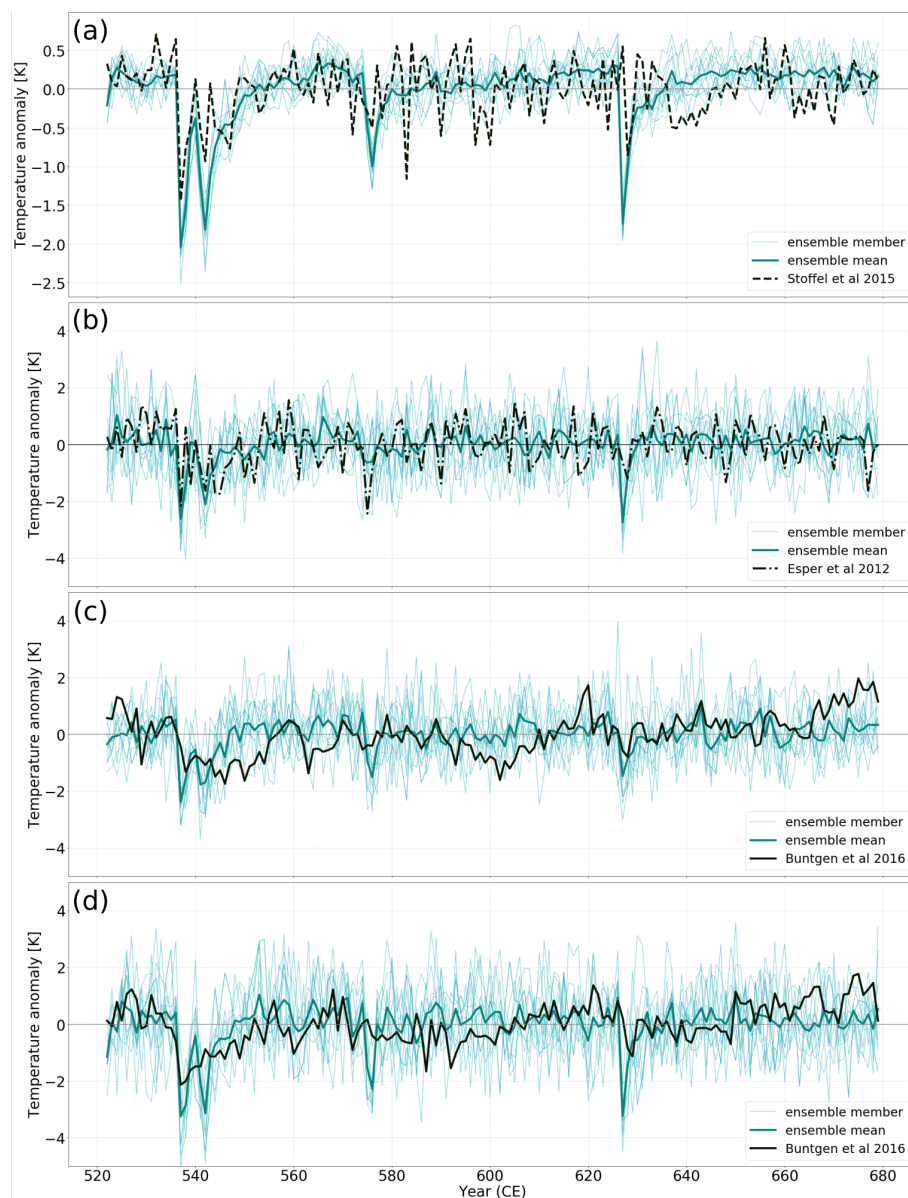 (a)
0.5
0.0
−0.5
−1.0
−1.5
−2.0
−2.5
Temperature anomaly [K]
ensemble member
ensemble mean
Stoffel et al 2015
(b)
4
2
0
−2
−4
Temperature anomaly [K]
ensemble member
ensemble mean
Esper et al 2012
(c)
4
2
0
−2
−4
Temperature anomaly [K]
ensemble member
ensemble mean
Buntgen et al 2016
(d)
4
2
0
−2
−4
Temperature anomaly [K]
ensemble member
ensemble mean
Buntgen et al 2016
520 540 560 580 600 620 640 660 680
Year (CE)